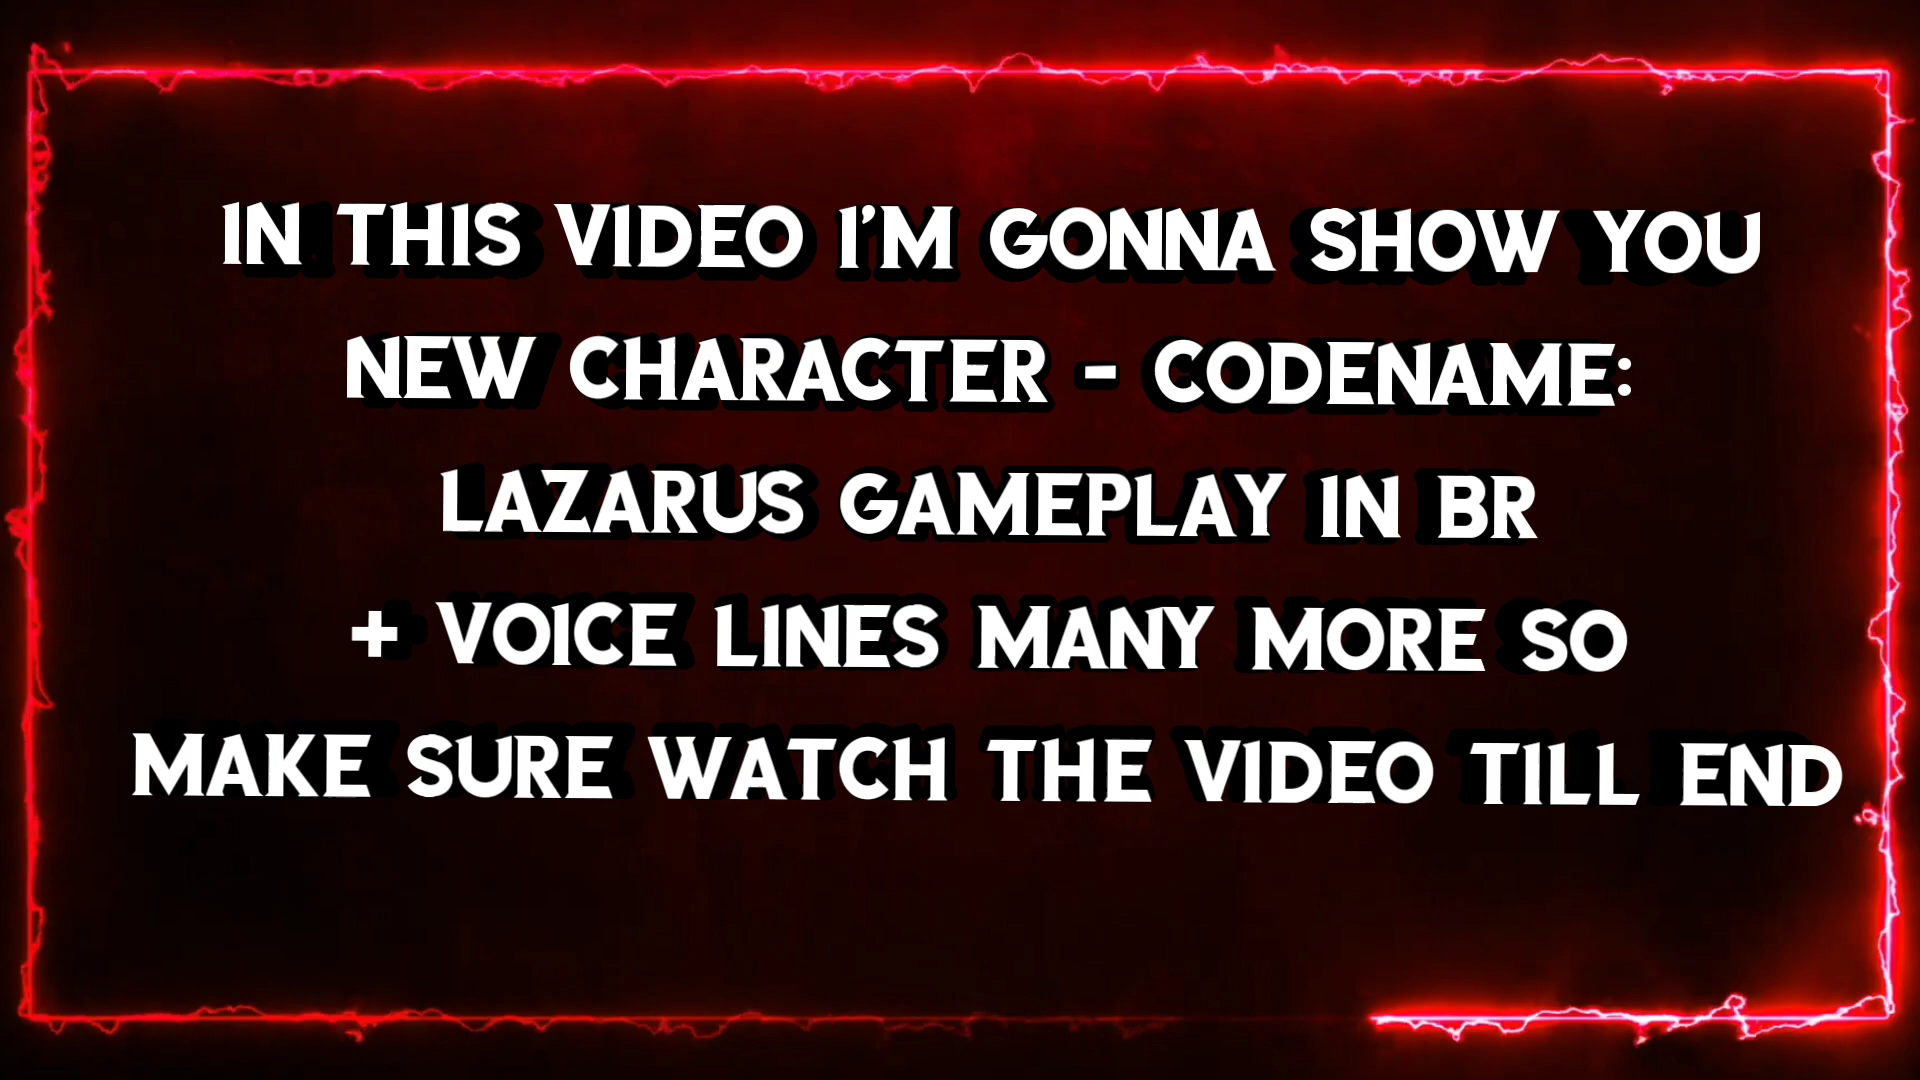 IN THIS VIDEO I'M GONNA SHOW YOU
NEW CHARACTER - CODENAME:
LAZARUS GAMEPLAY IN BR
+ VOICE LINES MANY MORE SO
MAKE SURE WATCH THE VIDEO TILL END